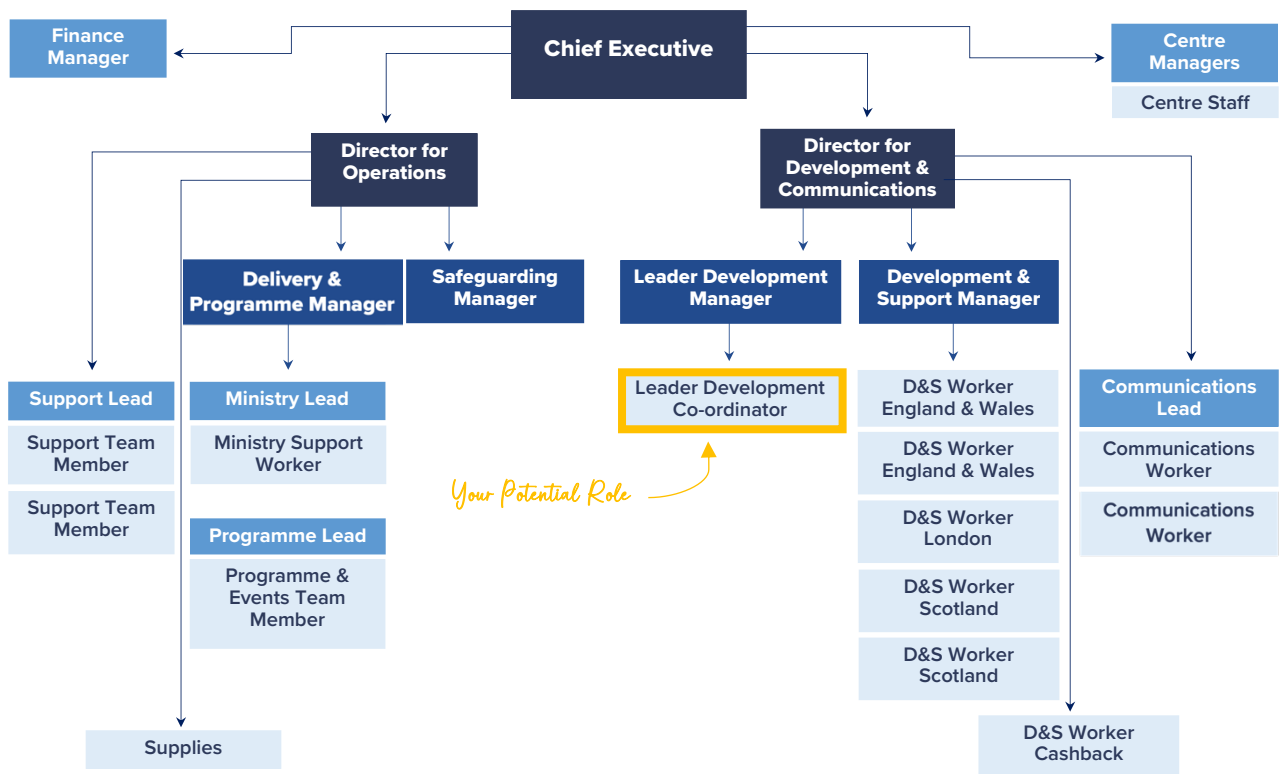 Finance
Manager
Chief Executive
Centre
Managers
Centre Staff
Director for
Operations
Director for
Development &
Communications
Delivery &
Programme Manager
Safeguarding
Manager
Leader Development
Manager
Development &
Support Manager
Support Lead
Support Team
Member
Support Team
Member
Ministry Lead
Ministry Support
Worker
Programme Lead
Programme &
Events Team
Member
Leader Development
Co-ordinator
Your Potential Role
D&S Worker
England & Wales
D&S Worker
England & Wales
D&S Worker
London
D&S Worker
Scotland
D&S Worker
Scotland
Communications
Lead
Communications
Worker
Communications
Worker
Supplies
D&S Worker
Cashback